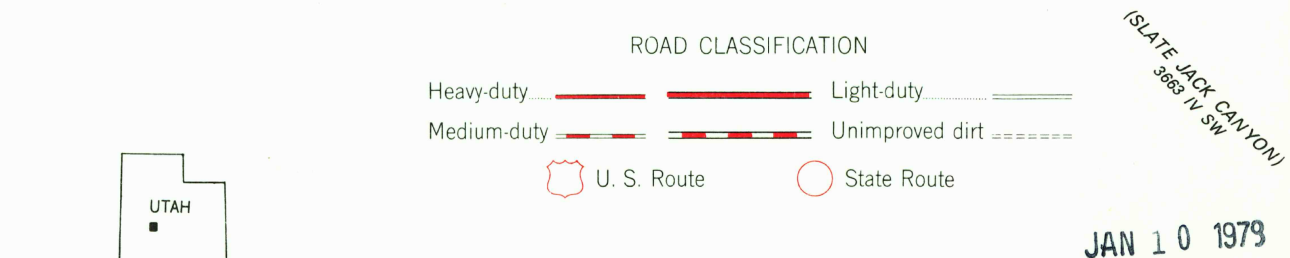 ROAD CLASSIFICATION
Heavy-duty
Light-duty
Medium-duty
Unimproved dirt
U. S. Route
State Route
(SLATE JACK CANYON)
3663 IV SW
UTAH
JAN 10 1979